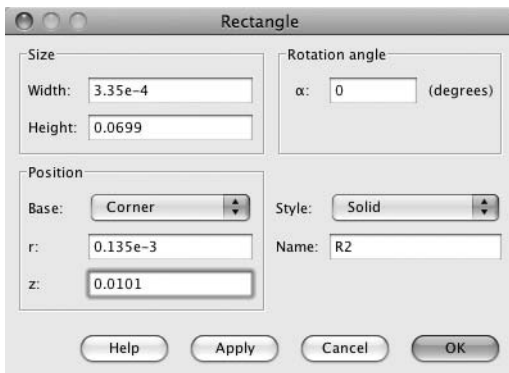 Rectangle
Size
Width: 3.35e-4
Height: 0.0699
Rotation angle
α: 0 (degrees)
Position
Base: Corner
r: 0.135e-3
z: 0.0101
Style: Solid
Name: R2
Help Apply Cancel OK